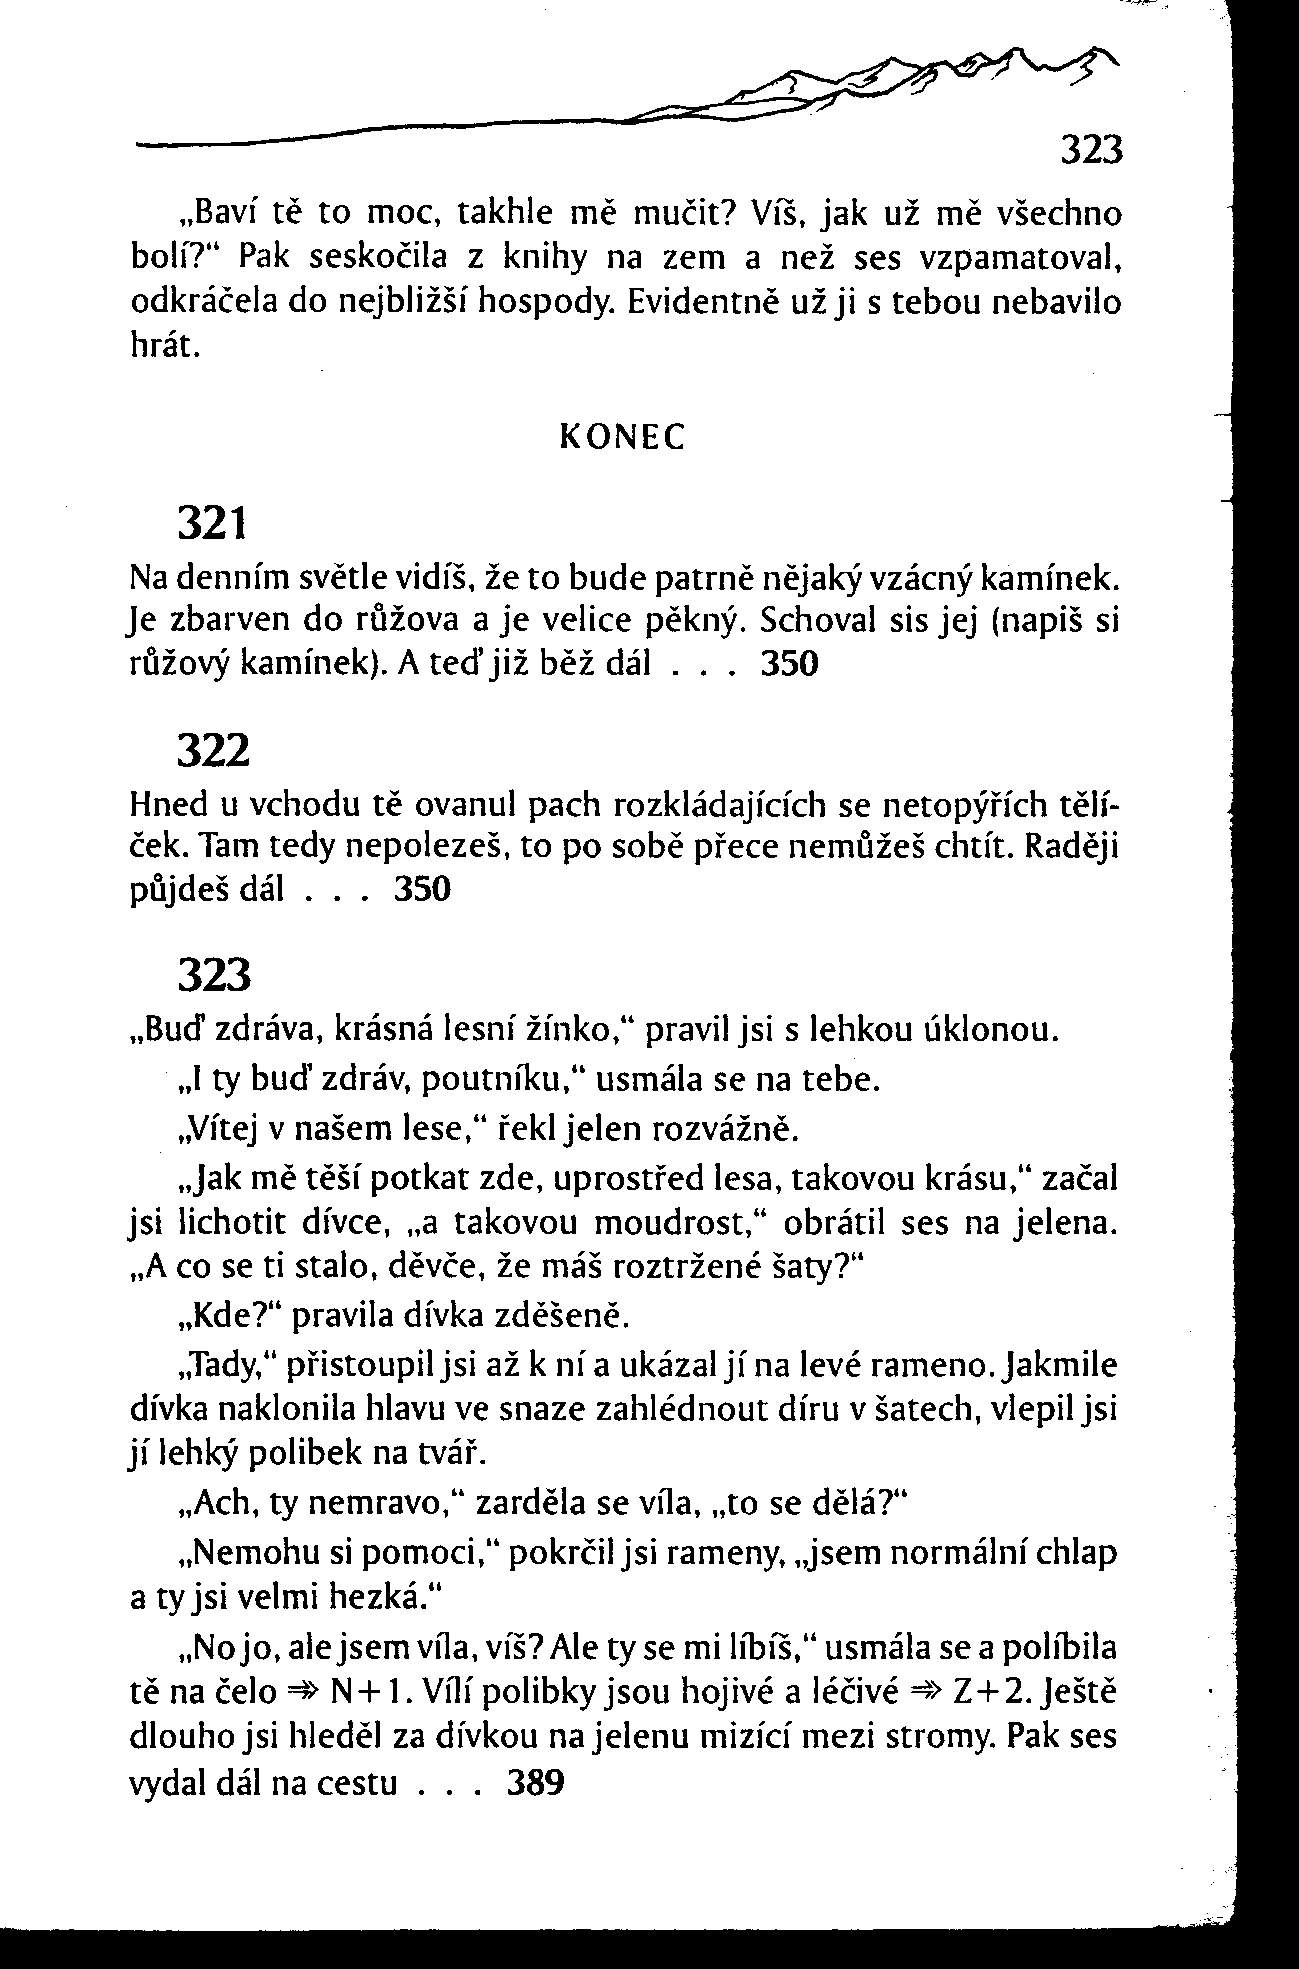 323
„Baví tě to moc, takhle mě mučit? Víš, jak už mě všechno
bolí?“ Pak seskočila z knihy na zem a než ses vzpamatoval,
odkráčela do nejbližší hospody. Evidentně už ji s tebou nebavilo
hrát.
KONEC
321
Na denním světle vidíš, že to bude patrně nějaký vzácný kamínek.
Je zbarven do růžova a je velice pěkný. Schoval sis jej (napiš si
růžový kamínek). A teď již běž dál . . . 350
322
Hned u vchodu tě ovanul pach rozkládajících se netopýřích tělí-
ček. Tam tedy nepolezeš, to po sobě přece nemůžeš chtít. Raději
půjdeš dál . . . 350
323
„Buď zdráva, krásná lesní žínko,“ pravil jsi s lehkou úklonou.
„I ty buď zdráv, poutníku,“ usmála se na tebe.
„Vítej v našem lese,“ řekl jelen rozvážně.
„Jak mě těší potkat zde, uprostřed lesa, takovou krásu,“ začal
jsi lichotit dívce, „a takovou moudrost,“ obrátil ses na jelena.
„A co se ti stalo, děvče, že máš roztržené šaty?“
„Kde?“ pravila dívka zděšeně.
„Tady,“ přistoupil jsi až k ní a ukázal jí na levé rameno. Jakmile
dívka naklonila hlavu ve snaze zahlédnout díru v šatech, vlepil jsi
jí lehký polibek na tvář.
„Ach, ty nemravo,“ zarděla se víla, „to se dělá?“
„Nemohu si pomoci,“ pokrčil jsi rameny, „jsem normální chlap
a ty jsi velmi hezká.“
„No jo, ale jsem víla, víš? Ale ty se mi líbíš,“ usmála se a políbila
tě na čelo ⇒ N+1. Vílí polibky jsou hojivé a léčivé ⇒ Z+2. Ještě
dlouho jsi hleděl za dívkou na jelenu mizící mezi stromy. Pak ses
vydal dál na cestu . . . 389